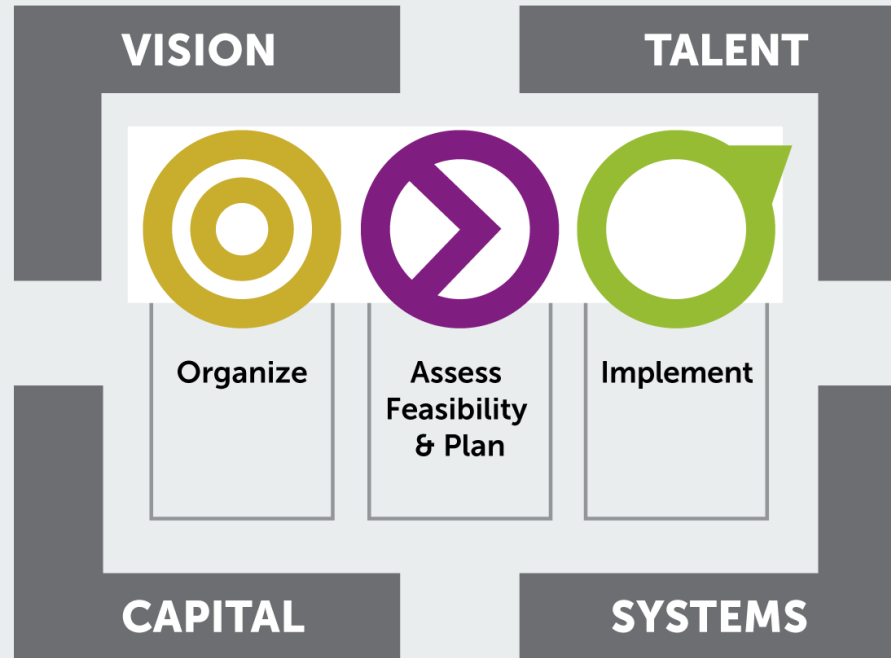 VISION
TALENT
Organize
Assess
Feasibility
& Plan
Implement
CAPITAL
SYSTEMS